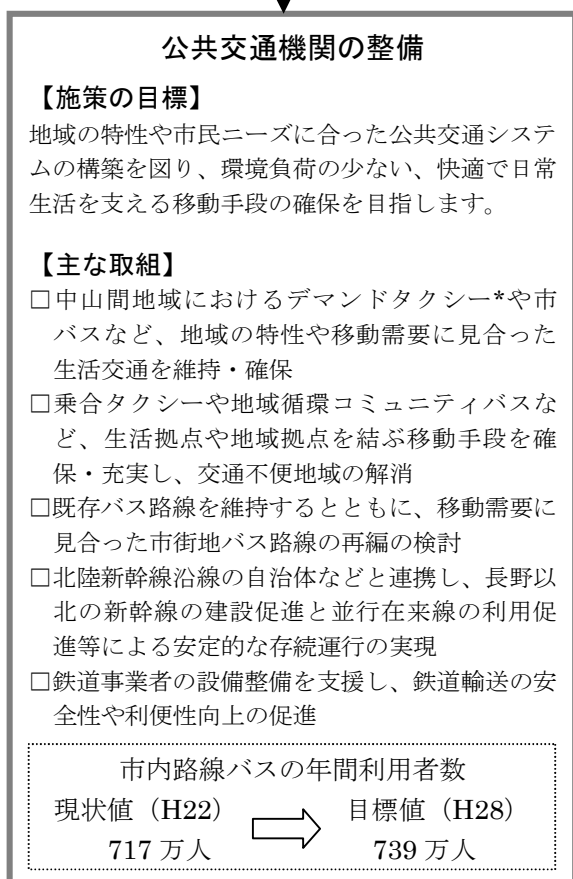 公共交通機関の整備
【施策の目標】
地域の特性や市民ニーズに合った公共交通システ
ムの構築を図り、環境負荷の少ない、快適で日常
生活を支える移動手段の確保を目指します。
【主な取組】
□中山間地域におけるデマンドタクシー*や市
バスなど、地域の特性や移動需要に見合った
生活交通を維持・確保
□乗合タクシーや地域循環コミュニティバスな
ど、生活拠点や地域拠点を結ぶ移動手段を確
保・充実し、交通不便地域の解消
□既存バス路線を維持するとともに、移動需要に
見合った市街地バス路線の再編の検討
□北陸新幹線沿線の自治体などと連携し、長野以
北の新幹線の建設促進と並行在来線の利用促
進等による安定的な存続運行の実現
□鉄道事業者の設備整備を支援し、鉄道輸送の安
全性や利便性向上の促進
市内路線バスの年間利用者数
現状値（H22） 目標値（H28）
717 万人 739 万人